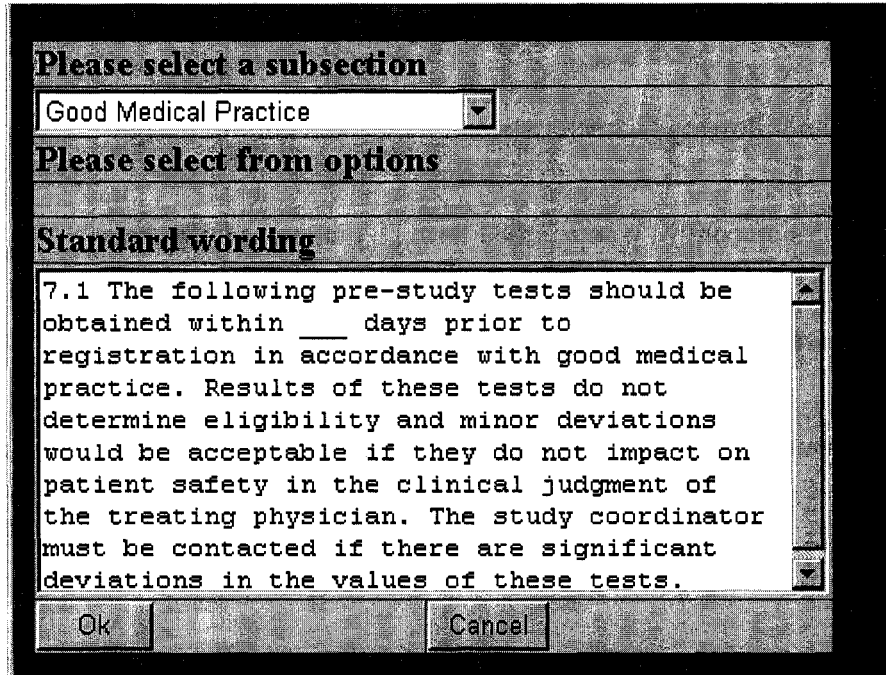 Please select a subsection
Good Medical Practice
Please select from options
Standard wording
7.1 The following pre-study tests should be
obtained within ___ days prior to
registration in accordance with good medical
practice. Results of these tests do not
determine eligibility and minor deviations
would be acceptable if they do not impact on
patient safety in the clinical judgment of
the treating physician. The study coordinator
must be contacted if there are significant
deviations in the values of these tests.
Ok Cancel